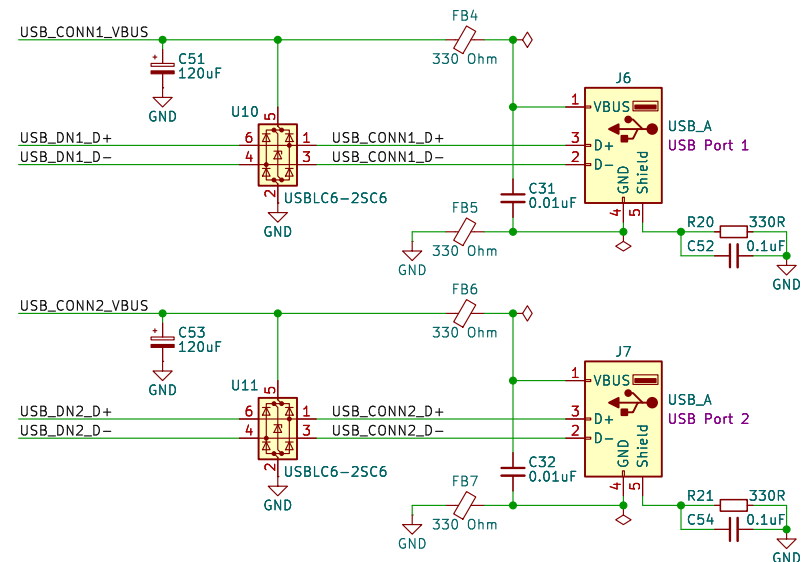 FB4
USB_CONN1_VBUS
330 Ohm
+ C51
120uF
GND
J6
1 VBUS
U10 5
USB_A
USB Port 1
USB_DN1_D+ 6 1 USB_CONN1_D+ 3 D+
USB_DN1_D- 4 3 USB_CONN1_D- 2 D-
GND Shield
2 USBLC6-2SC6
GND
C31
0.01uF
4 5
FB5
330 Ohm
GND
R20 330R
C52 0.1uF
GND
FB6
USB_CONN2_VBUS
330 Ohm
+ C53
120uF
GND
J7
1 VBUS
U11 5
USB_A
USB Port 2
USB_DN2_D+ 6 1 USB_CONN2_D+ 3 D+
USB_DN2_D- 4 3 USB_CONN2_D- 2 D-
GND Shield
2 USBLC6-2SC6
GND
C32
0.01uF
4 5
FB7
330 Ohm
GND
R21 330R
C54 0.1uF
GND